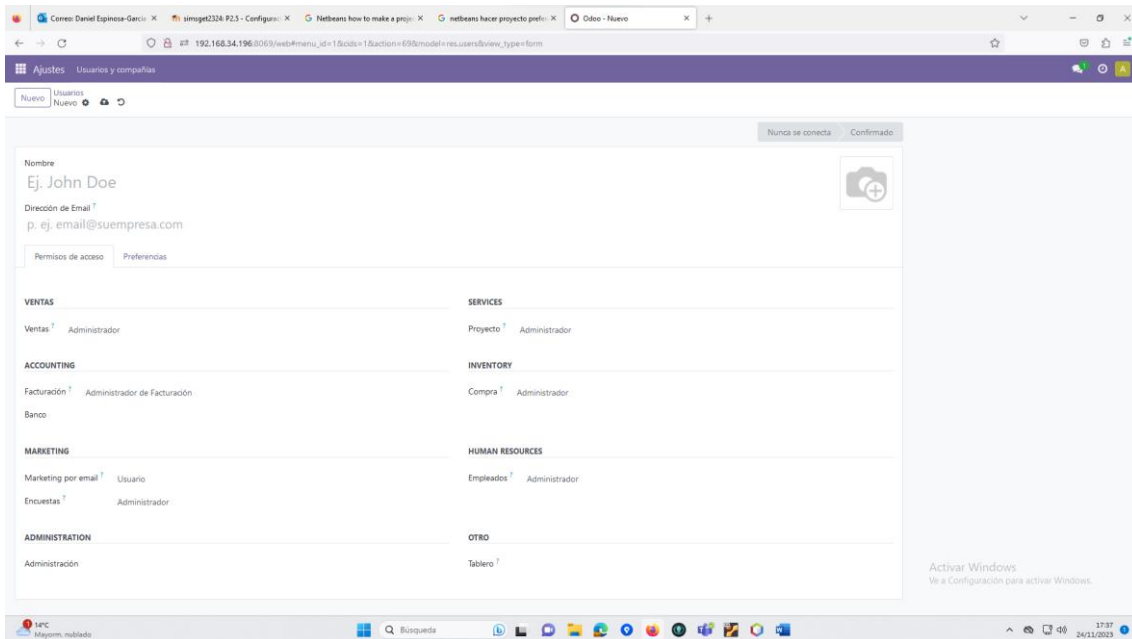 Correo: Daniel Espinosa-García
simsget2324: P2.5 - Configurac
Netbeans how to make a projec
netbeans hacer proyecto prefer
Odoo - Nuevo
192.168.34.196:8069/web#menu_id=1&cids=1&action=69&model=res.users&view_type=form
Ajustes Usuarios y compañías
1
A
Nuevo
Usuarios
Nuevo
Nunca se conecta Confirmado
Nombre
Ej. John Doe
Dirección de Email ?
p. ej. email@suempresa.com
Permisos de acceso Preferencias
VENTAS SERVICES
Ventas ? Administrador Proyecto ? Administrador
ACCOUNTING INVENTORY
Facturación ? Administrador de Facturación Compra ? Administrador
Banco
MARKETING HUMAN RESOURCES
Marketing por email ? Usuario Empleados ? Administrador
Encuestas ? Administrador
ADMINISTRATION OTRO
Administración Tablero ?
Activar Windows
Ve a Configuración para activar Windows.
14°C
Mayorm. nublado
Búsqueda
17:37
24/11/2023